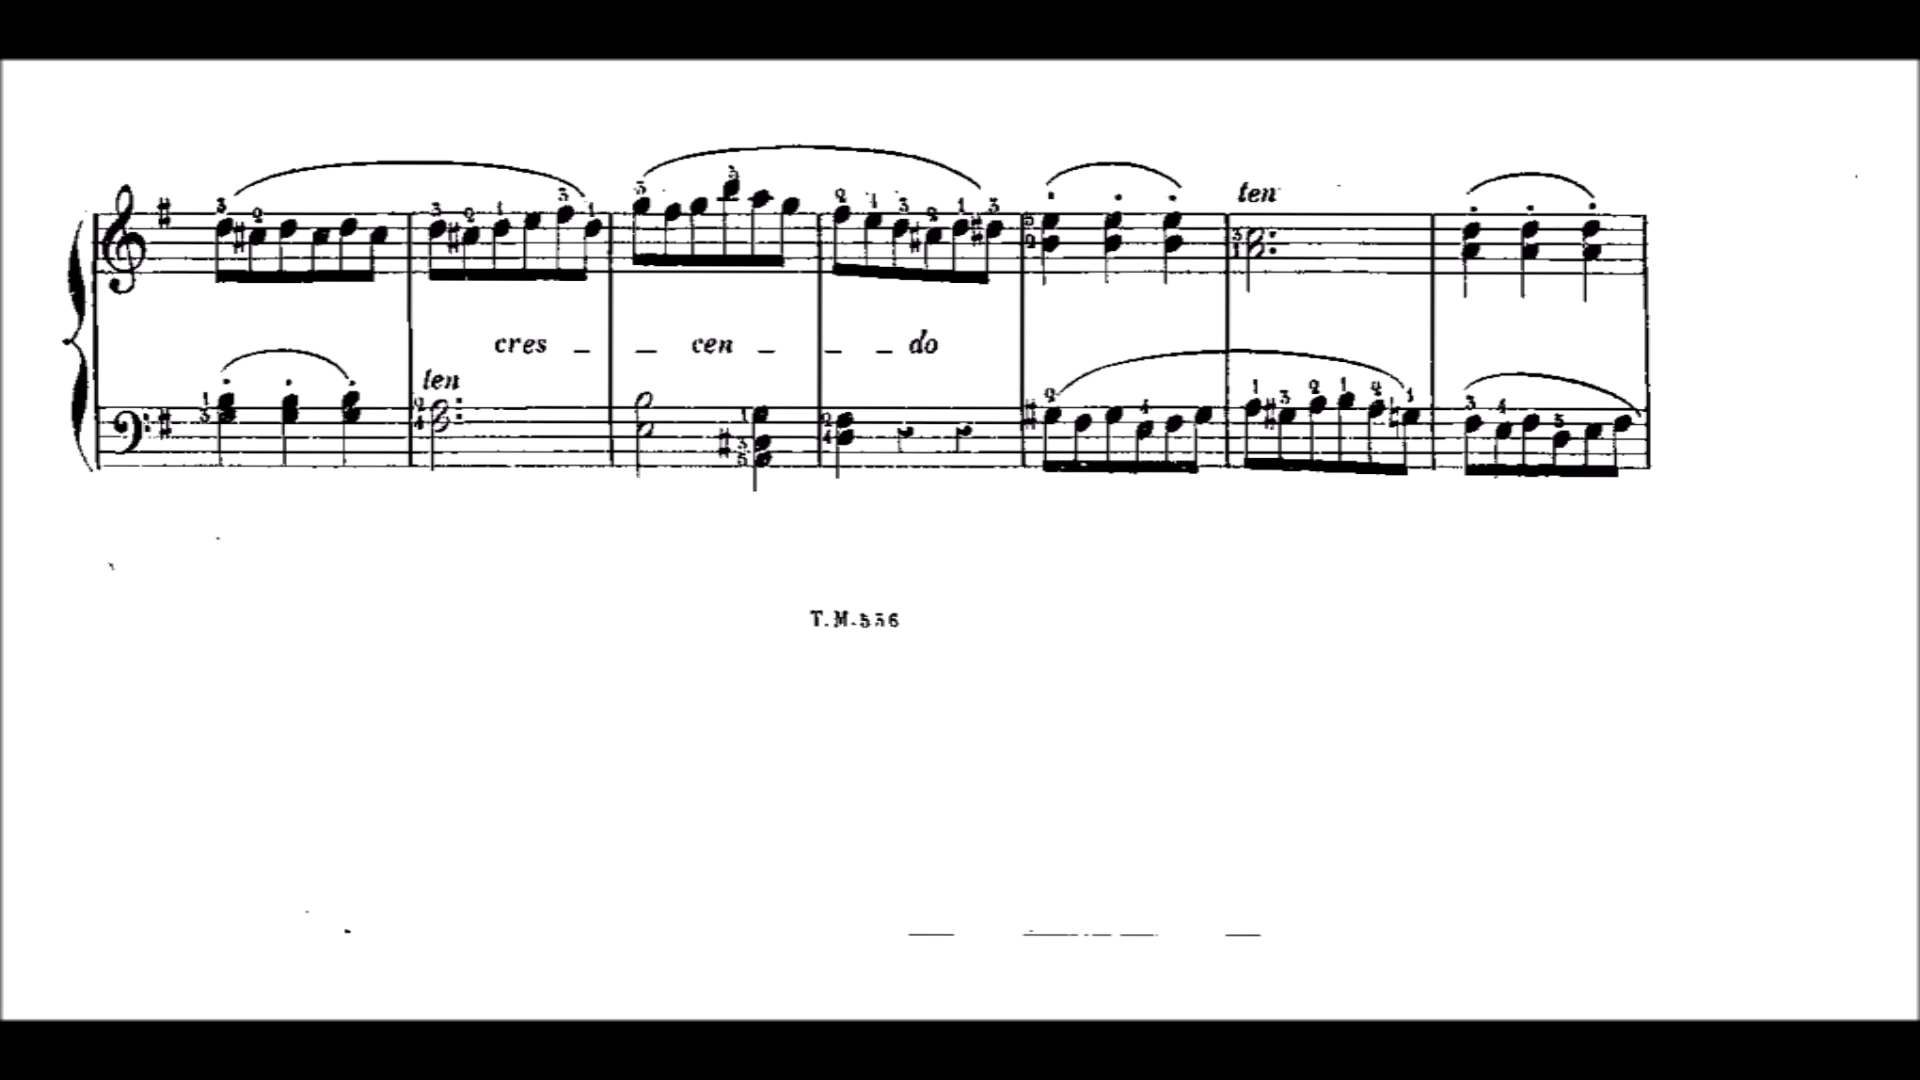 ten
cres _ _ cen _ _ _ do
ten
T.M.556